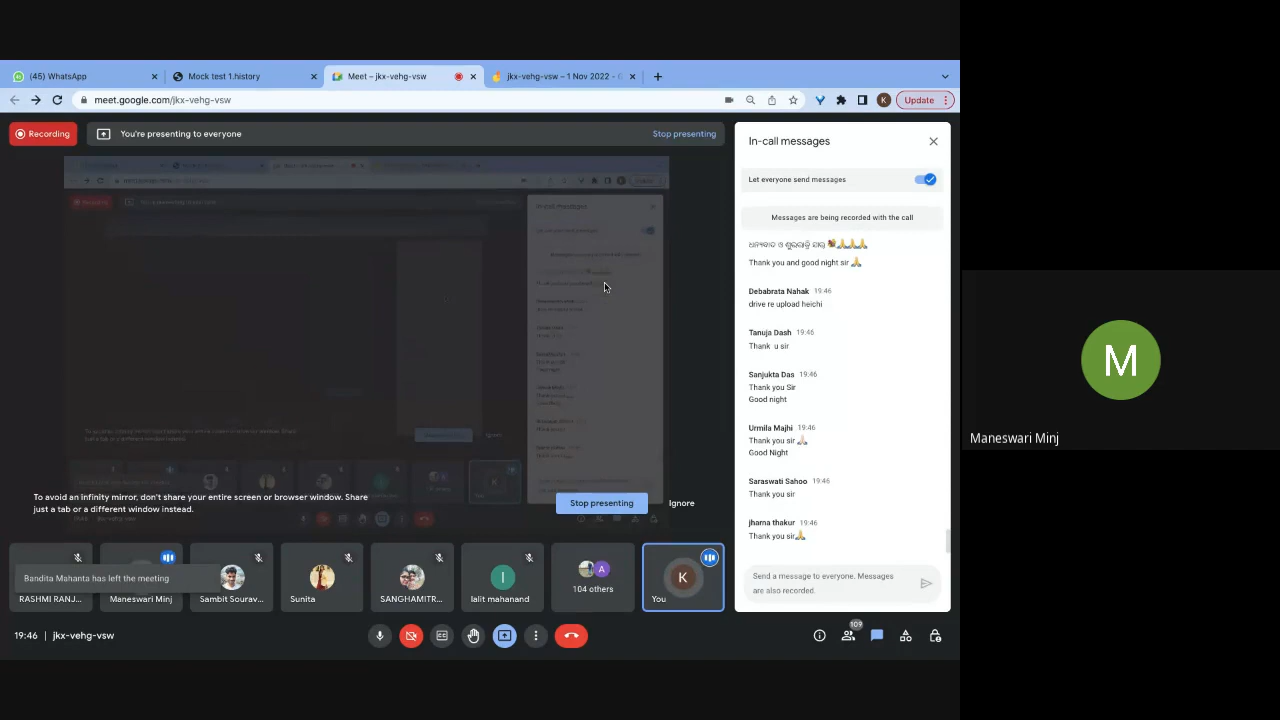 (45) WhatsApp
Mock test 1.history
Meet – jkx-vehg-vsw
jkx-vehg-vsw – 1 Nov 2022 - G
meet.google.com/jkx-vehg-vsw
K
Update
Recording
You're presenting to everyone
Stop presenting
In-call messages
Let everyone send messages
Messages are being recorded with the call
ଧନ୍ୟବାଦ ଓ ଶୁଭରାତ୍ରି ସାର୍ 💐🙏🙏🙏
Thank you and good night sir 🙏
Debabrata Nahak 19:46
drive re upload heichi
Tanuja Dash 19:46
Thank u sir
Sanjukta Das 19:46
Thank you Sir
Good night
Urmila Majhi 19:46
Thank you sir 🙏🏻
Good Night
Saraswati Sahoo 19:46
Thank you sir
jharna thakur 19:46
Thank you sir🙏
Send a message to everyone. Messages
are also recorded.
To avoid an infinity mirror, don't share your entire screen or browser window. Share
just a tab or a different window instead.
Stop presenting
Ignore
Bandita Mahanta has left the meeting
RASHMI RANJ...
Maneswari Minj
Sambit Sourav...
Sunita
SANGHAMITR...
I
lalit mahanand
A
104 others
K
You
19:46 | jkx-vehg-vsw
109
M
Maneswari Minj